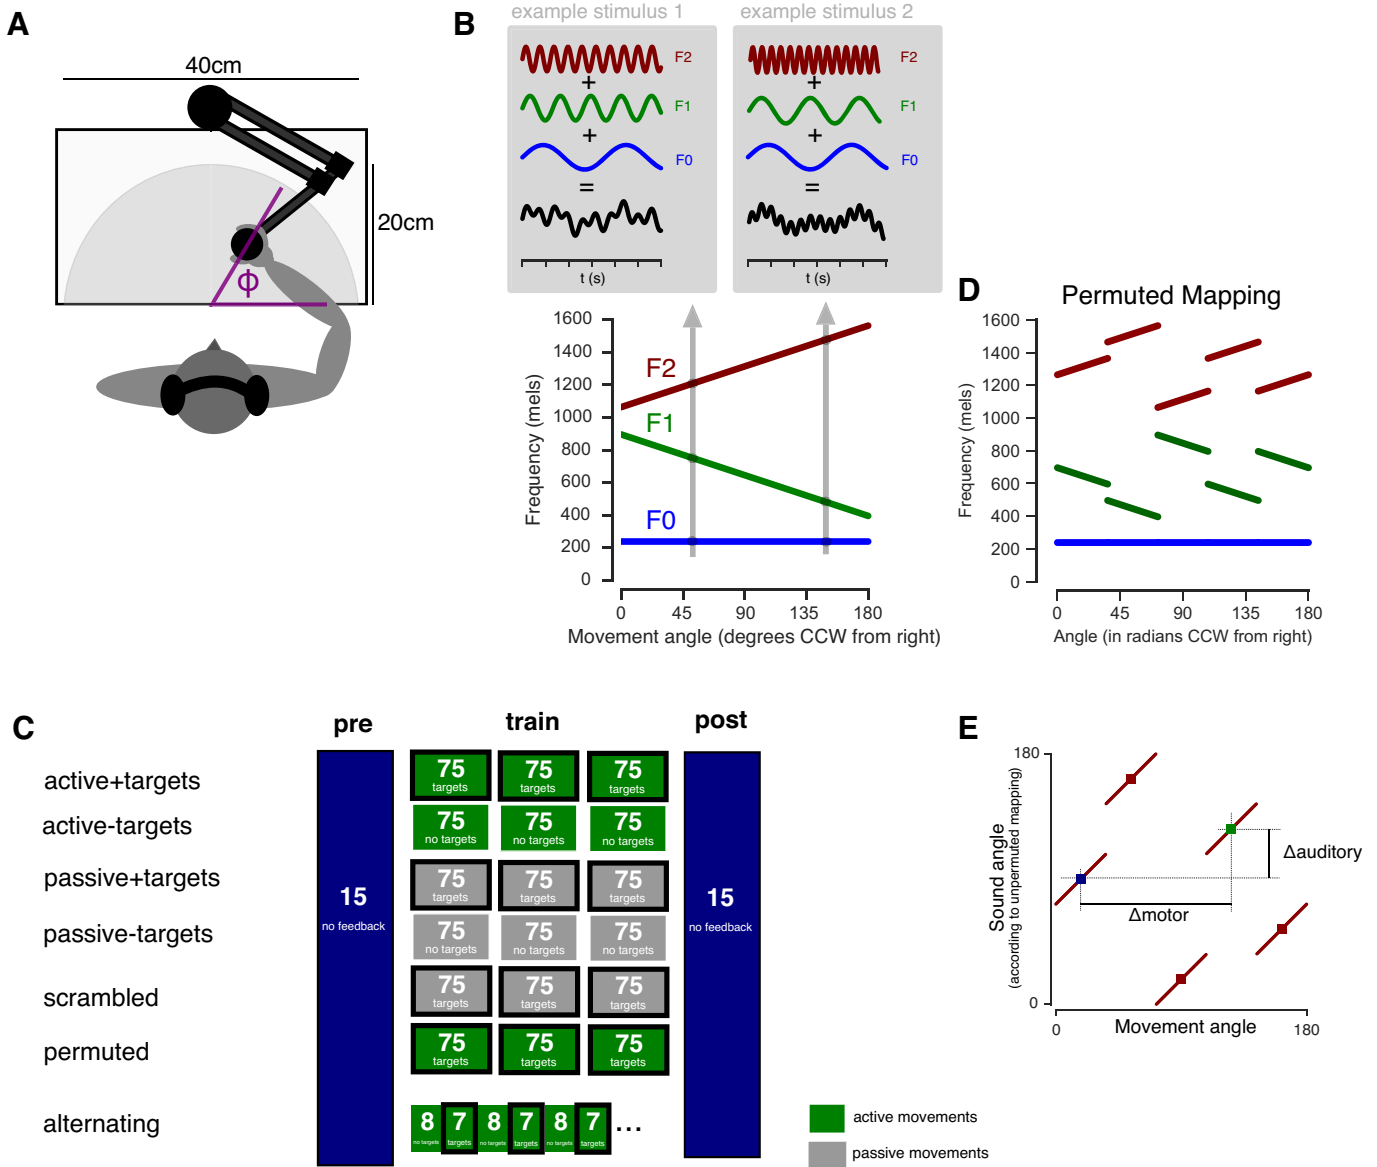 A
40cm
20cm
ϕ
B
example stimulus 1
F2
+
F1
+
F0
=
t (s)
example stimulus 2
F2
+
F1
+
F0
=
t (s)
1600
1400
1200
1000
800
600
400
200
0
Frequency (mels)
F2
F1
F0
0 45 90 135 180
Movement angle (degrees CCW from right)
D
Permuted Mapping
1600
1400
1200
1000
800
600
400
200
0
Frequency (mels)
0 45 90 135 180
Angle (in radians CCW from right)
C
pre train post
active+targets
active-targets
passive+targets
passive-targets
scrambled
permuted
alternating
15
no feedback
75 75 75
targets targets targets
75 75 75
no targets no targets no targets
75 75 75
targets targets targets
75 75 75
no targets no targets no targets
75 75 75
targets targets targets
75 75 75
targets targets targets
8 7 8 7 8 7 ...
no targets targets no targets targets no targets targets
15
no feedback
active movements
passive movements
E
180
0
Sound angle
(according to unpermuted mapping)
Δauditory
Δmotor
0 180
Movement angle